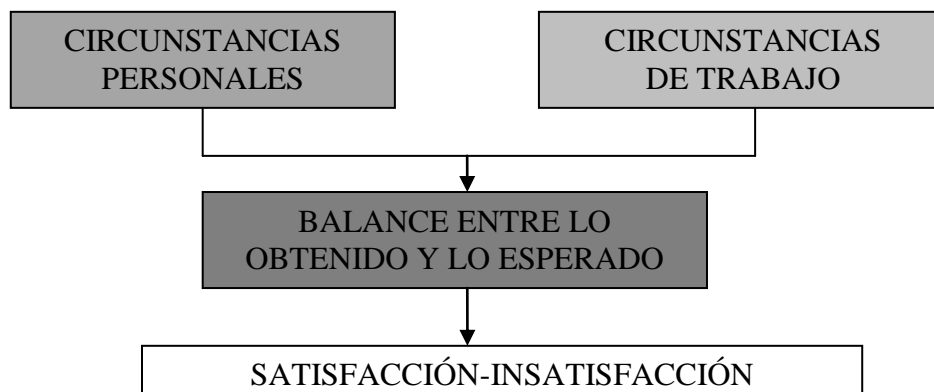 CIRCUNSTANCIAS
PERSONALES
CIRCUNSTANCIAS
DE TRABAJO
BALANCE ENTRE LO
OBTENIDO Y LO ESPERADO
SATISFACCIÓN-INSATISFACCIÓN